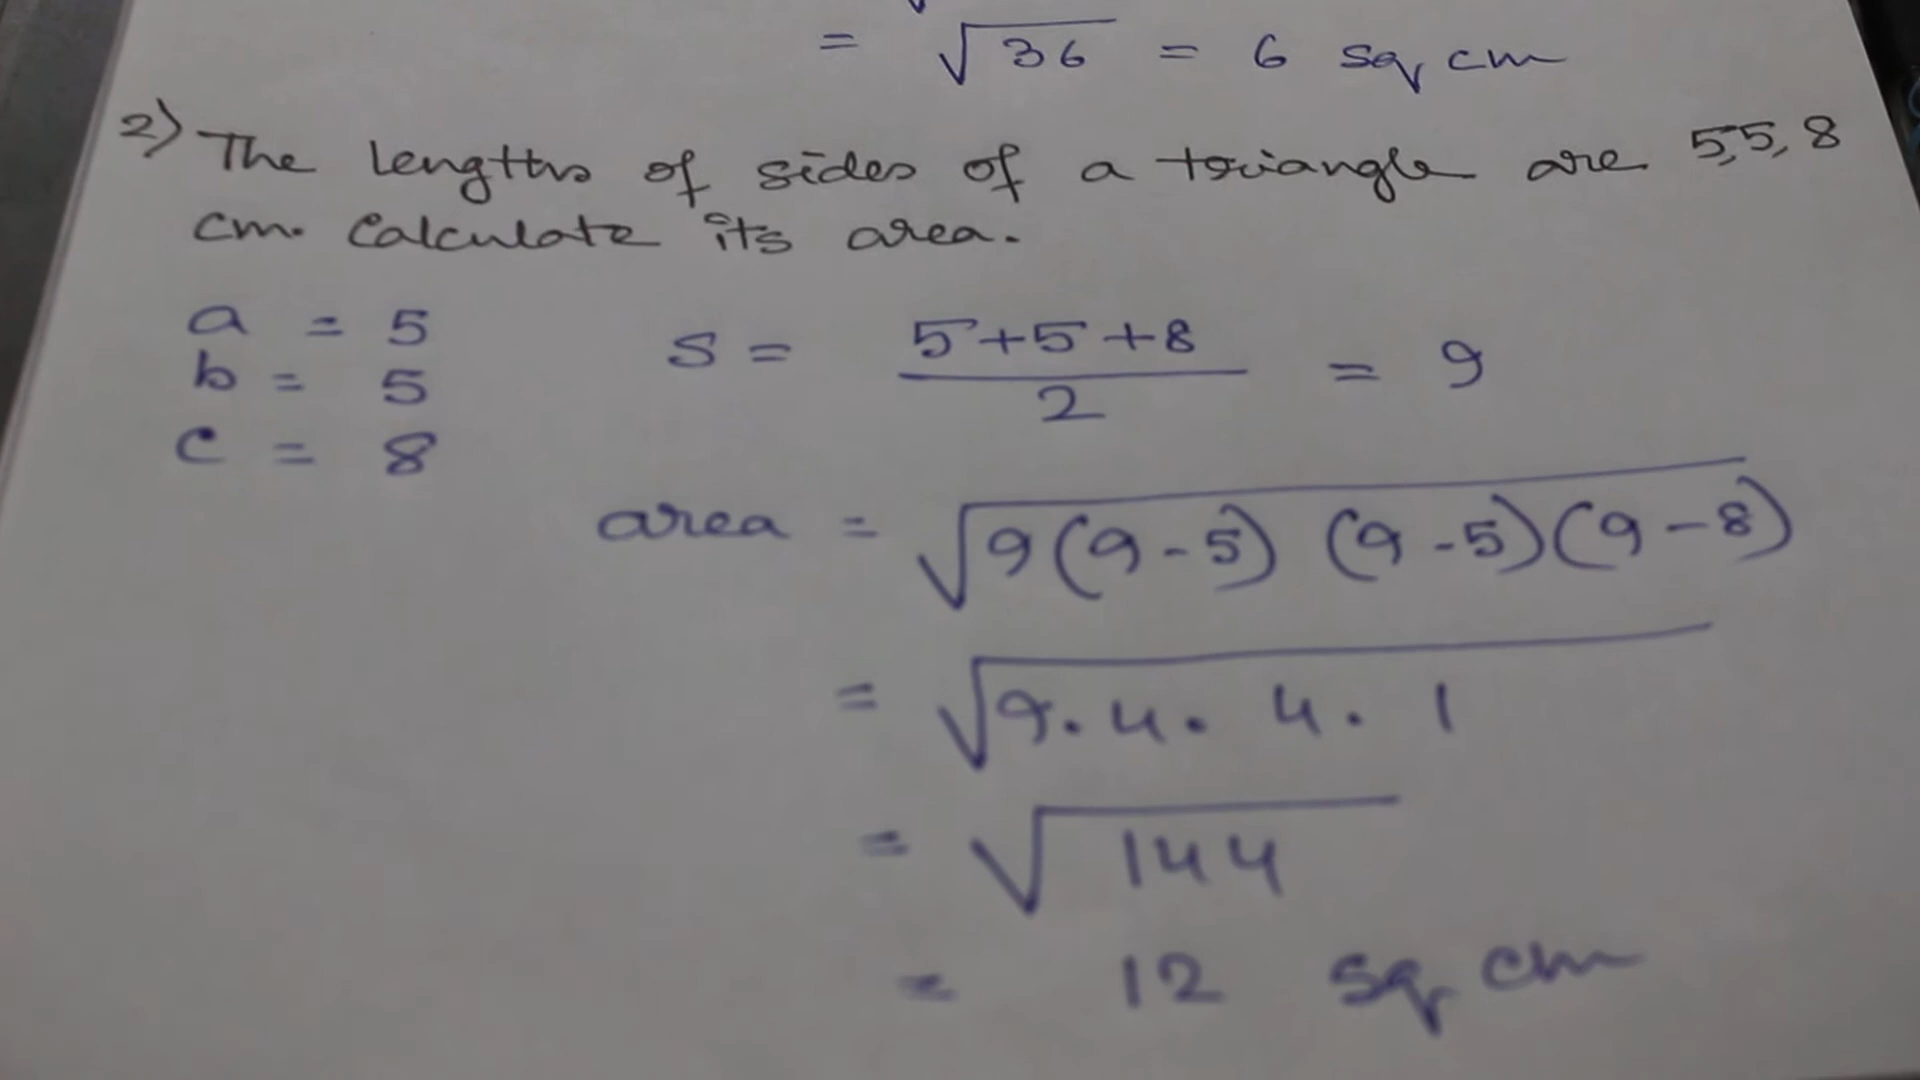 = √36 = 6 sq cm
2) The lengths of sides of a triangle are 5,5,8
cm. Calculate its area.
a = 5
b = 5
c = 8
s = (5+5+8)/2 = 9
area = √9(9-5) (9-5)(9-8)
= √9.4.4.1
= √144
= 12 sq cm